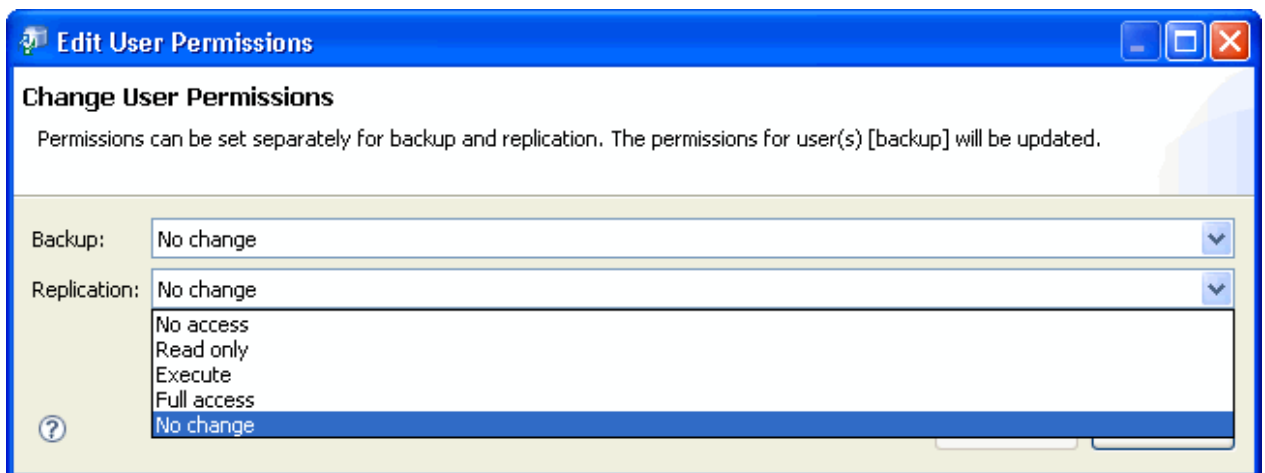 Edit User Permissions
Change User Permissions
Permissions can be set separately for backup and replication. The permissions for user(s) [backup] will be updated.
Backup: No change
Replication: No change
No access
Read only
Execute
Full access
No change
?